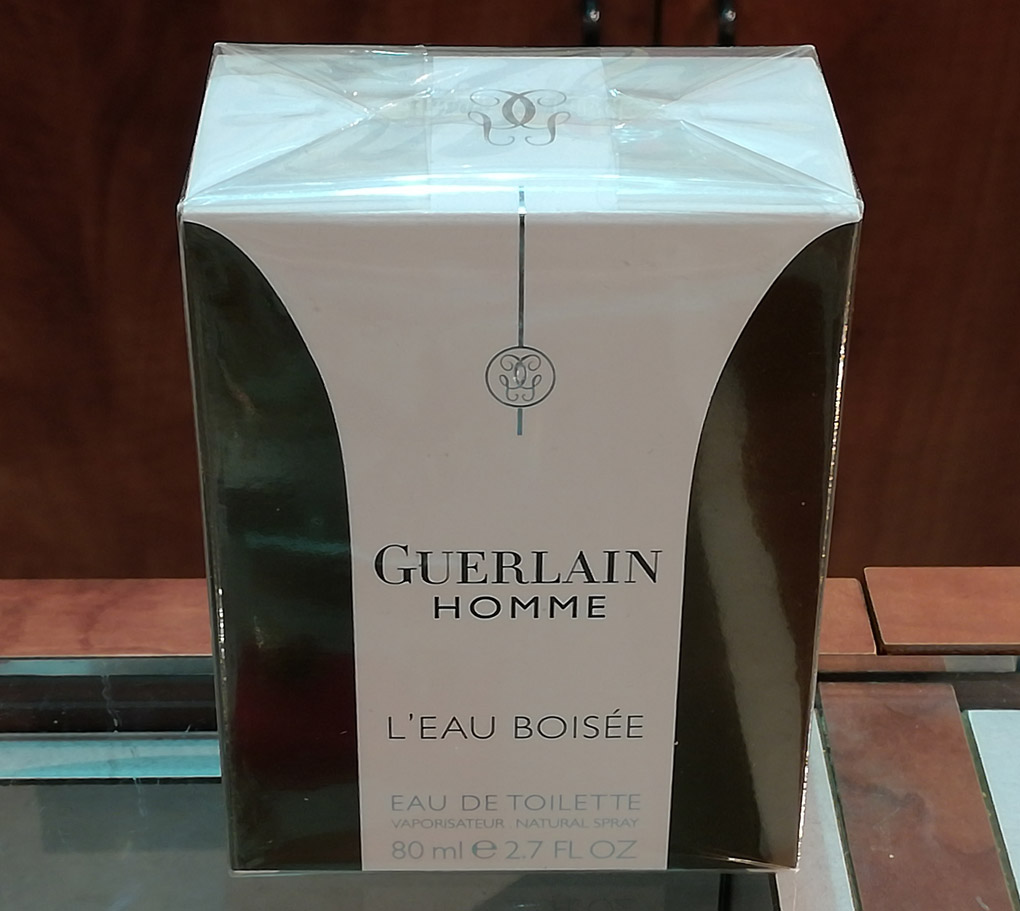 GUERLAIN
HOMME
L'EAU BOISÉE
EAU DE TOILETTE
VAPORISATEUR . NATURAL SPRAY
80 ml e 2.7 FL OZ